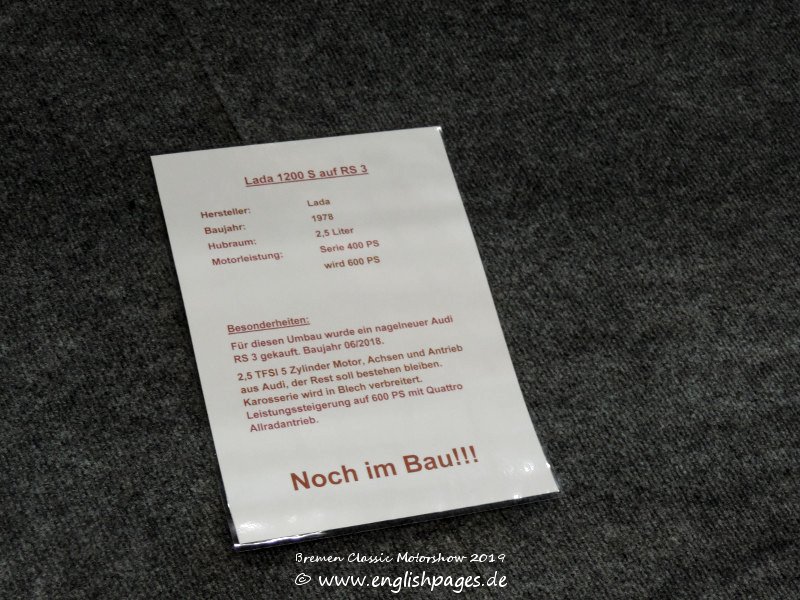 Lada 1200 S auf RS 3
Hersteller: Lada
Baujahr: 1978
Hubraum: 2,5 Liter
Motorleistung: Serie 400 PS
wird 600 PS
Besonderheiten:
Für diesen Umbau wurde ein nagelneuer Audi
RS 3 gekauft. Baujahr 06/2018.
2,5 TFSI 5 Zylinder Motor, Achsen und Antrieb
aus Audi, der Rest soll bestehen bleiben.
Karosserie wird in Blech verbreitert.
Leistungssteigerung auf 600 PS mit Quattro
Allradantrieb.
Noch im Bau!!!
Bremen Classic Motorshow 2019
© www.englishpages.de